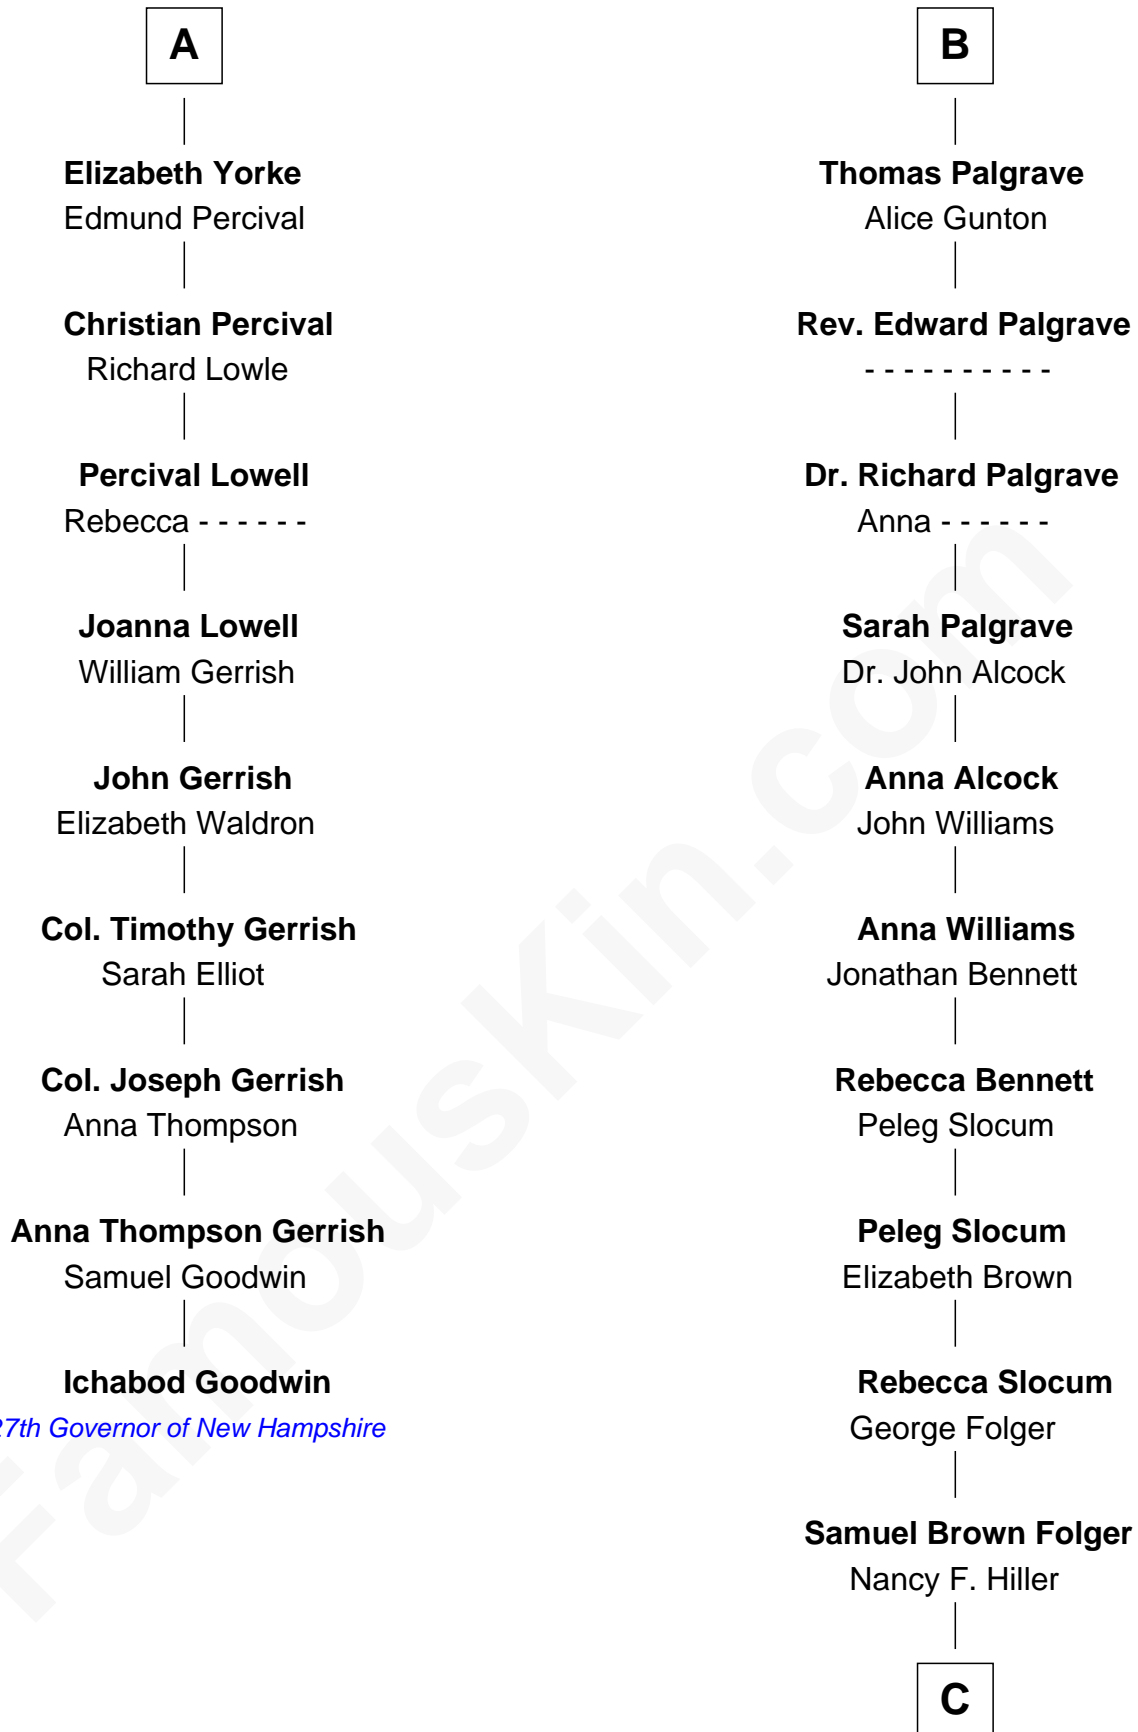 A
Elizabeth Yorke
Edmund Percival
Christian Percival
Richard Lowle
Percival Lowell
Rebecca - - - - - -
Joanna Lowell
William Gerrish
John Gerrish
Elizabeth Waldron
Col. Timothy Gerrish
Sarah Elliot
Col. Joseph Gerrish
Anna Thompson
Anna Thompson Gerrish
Samuel Goodwin
Ichabod Goodwin
27th Governor of New Hampshire
B
Thomas Palgrave
Alice Gunton
Rev. Edward Palgrave
- - - - - - - - - -
Dr. Richard Palgrave
Anna - - - - - -
Sarah Palgrave
Dr. John Alcock
Anna Alcock
John Williams
Anna Williams
Jonathan Bennett
Rebecca Bennett
Peleg Slocum
Peleg Slocum
Elizabeth Brown
Rebecca Slocum
George Folger
Samuel Brown Folger
Nancy F. Hiller
C
FamousKin.com